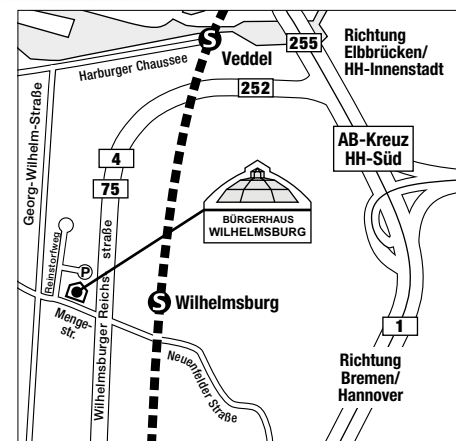 S
Veddel
255
Richtung
Elbbrücken/
HH-Innenstadt
Harburger Chaussee
252
Georg-Wilhelm-Straße
4
75
AB-Kreuz
HH-Süd
BÜRGERHAUS
WILHELMSBURG
Reinstorfweg
P
Wilhelmsburger Reichsstraße
S
Wilhelmsburg
Menge-
str.
Neuenfelder Straße
1
Richtung
Bremen/
Hannover